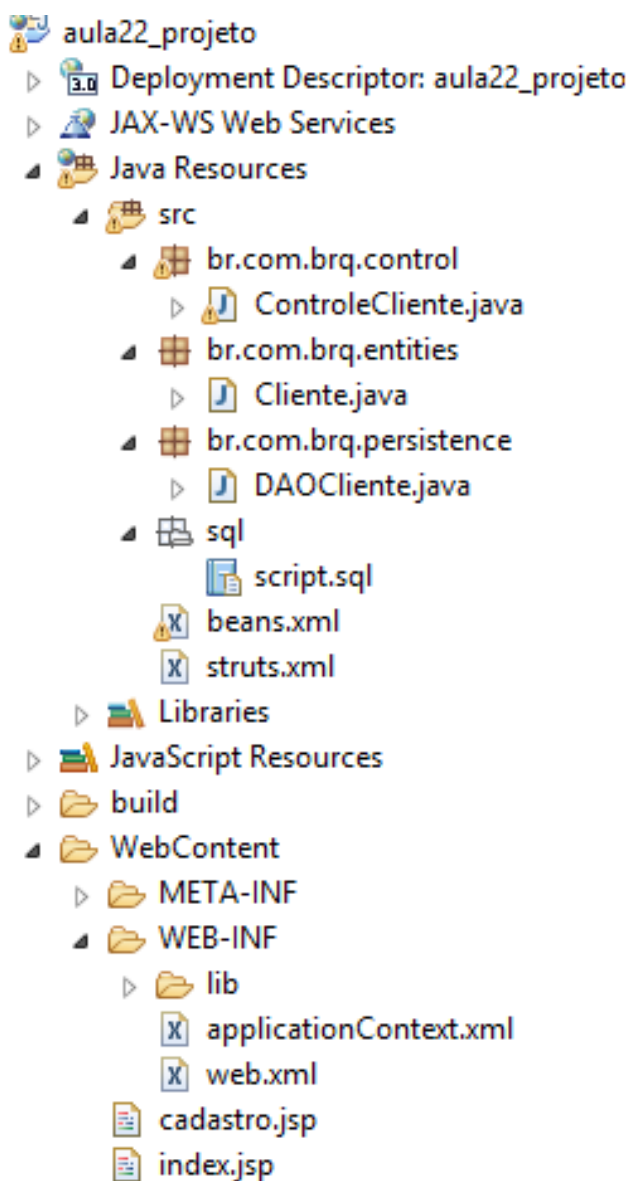 aula22_projeto
Deployment Descriptor: aula22_projeto
JAX-WS Web Services
Java Resources
src
br.com.brq.control
ControleCliente.java
br.com.brq.entities
Cliente.java
br.com.brq.persistence
DAOCliente.java
sql
script.sql
beans.xml
struts.xml
Libraries
JavaScript Resources
build
WebContent
META-INF
WEB-INF
lib
applicationContext.xml
web.xml
cadastro.jsp
index.jsp